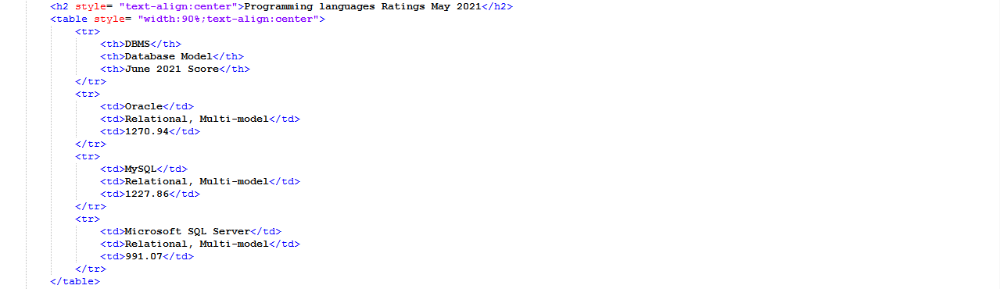 <h2 style= "text-align:center">Programming languages Ratings May 2021</h2>
<table style= "width:90%;text-align:center">
<tr>
<th>DBMS</th>
<th>Database Model</th>
<th>June 2021 Score</th>
</tr>
<tr>
<td>Oracle</td>
<td>Relational, Multi-model</td>
<td>1270.94</td>
</tr>
<tr>
<td>MySQL</td>
<td>Relational, Multi-model</td>
<td>1227.86</td>
</tr>
<tr>
<td>Microsoft SQL Server</td>
<td>Relational, Multi-model</td>
<td>991.07</td>
</tr>
</table>